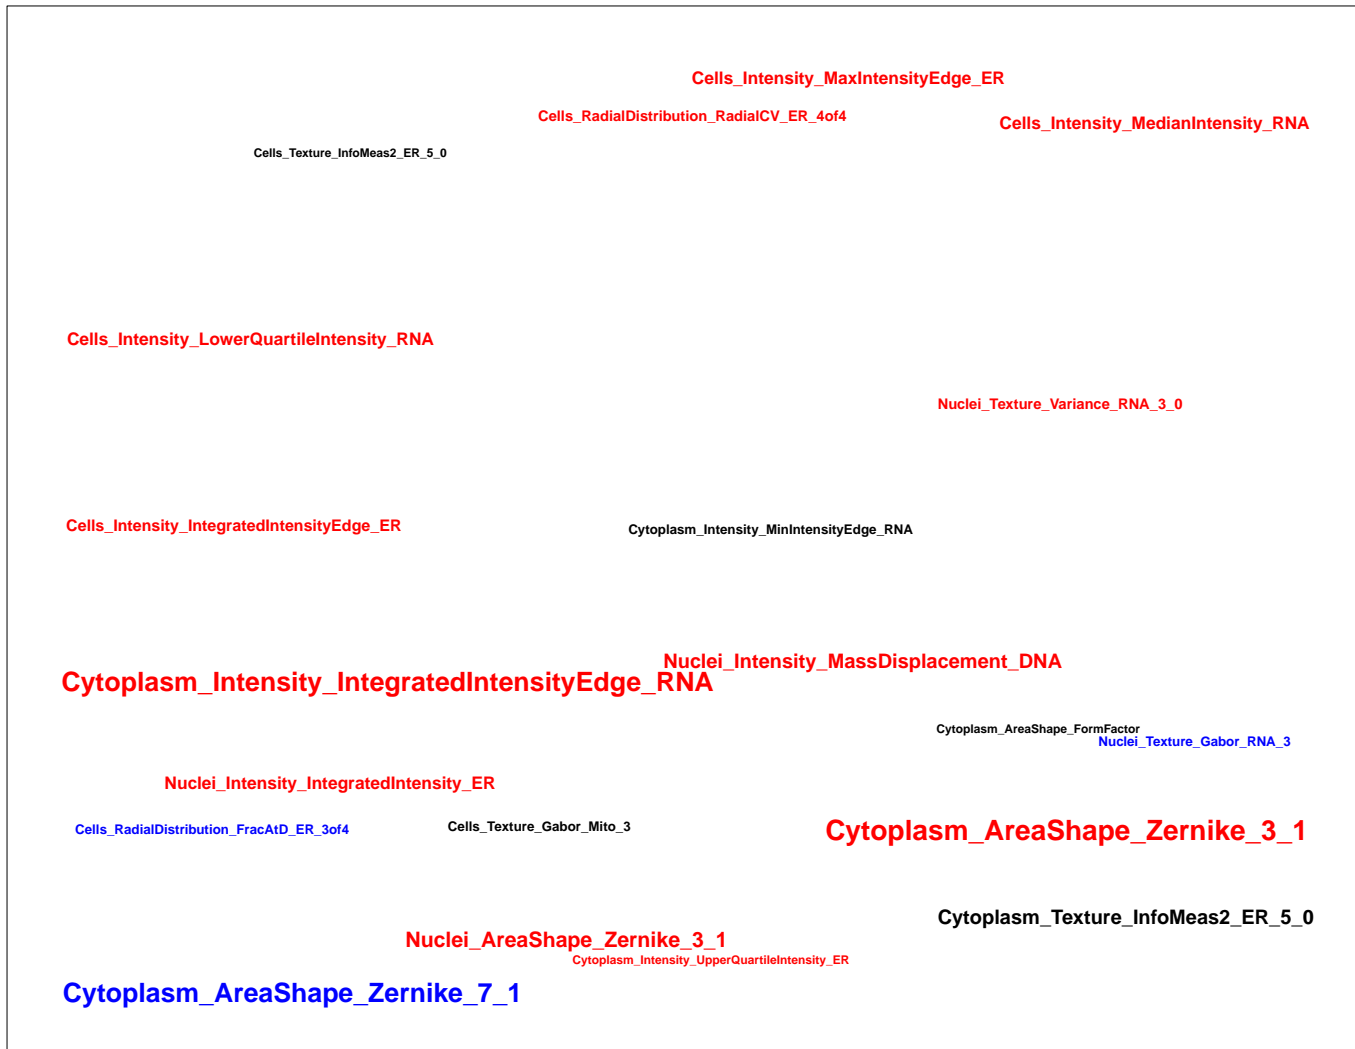 Cells_Intensity_MaxIntensityEdge_ER
Cells_RadialDistribution_RadialCV_ER_4of4
Cells_Intensity_MedianIntensity_RNA
Cells_Texture_InfoMeas2_ER_5_0
Cells_Intensity_LowerQuartileIntensity_RNA
Nuclei_Texture_Variance_RNA_3_0
Cells_Intensity_IntegratedIntensityEdge_ER
Cytoplasm_Intensity_MinIntensityEdge_RNA
Nuclei_Intensity_MassDisplacement_DNA
Cytoplasm_Intensity_IntegratedIntensityEdge_RNA
Cytoplasm_AreaShape_FormFactor
Nuclei_Texture_Gabor_RNA_3
Nuclei_Intensity_IntegratedIntensity_ER
Cells_RadialDistribution_FracAtD_ER_3of4
Cells_Texture_Gabor_Mito_3
Cytoplasm_AreaShape_Zernike_3_1
Cytoplasm_Texture_InfoMeas2_ER_5_0
Nuclei_AreaShape_Zernike_3_1
Cytoplasm_Intensity_UpperQuartileIntensity_ER
Cytoplasm_AreaShape_Zernike_7_1